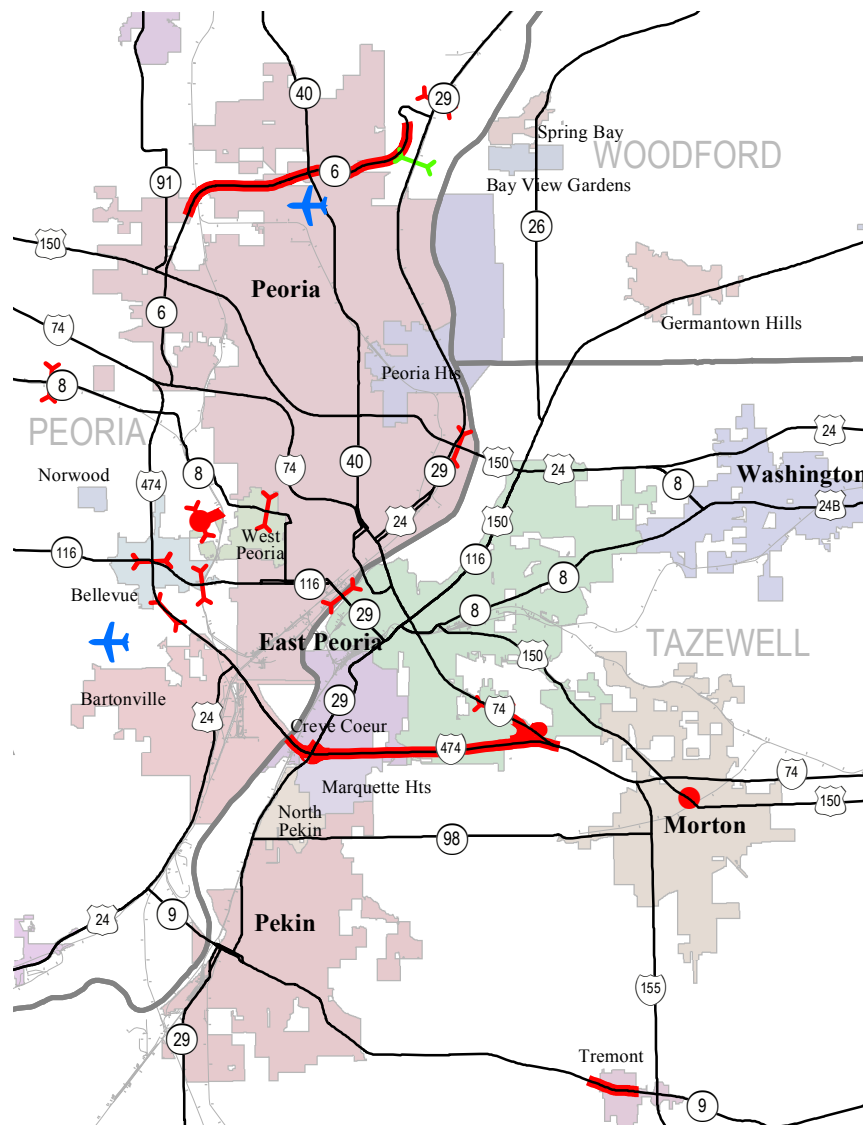 29
40
Spring Bay
WOODFORD
6
91
Bay View Gardens
26
150
Peoria
6
Germantown Hills
74
Peoria Hts
8
PEORIA
24
150
29
24
Washington
40
74
8
8
Norwood
474
24B
24
150
West
Peoria
116
116
8
116
Bellevue
29
8
East Peoria
TAZEWELL
150
Bartonville
29
24
74
Creve Coeur
474
74
Marquette Hts
150
North
Pekin
Morton
98
24
9
Pekin
155
29
Tremont
9